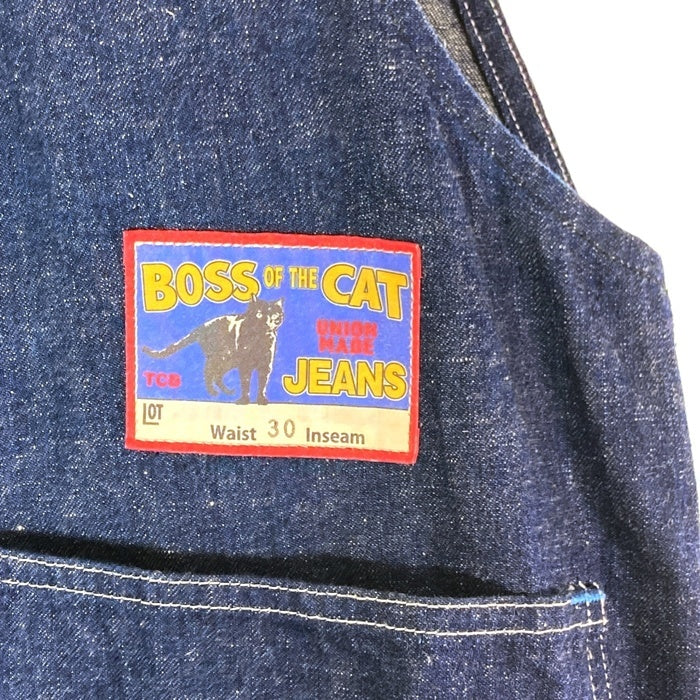 BOSS OF THE CAT
UNION
MADE
TCB
JEANS
LOT
Waist 30 Inseam